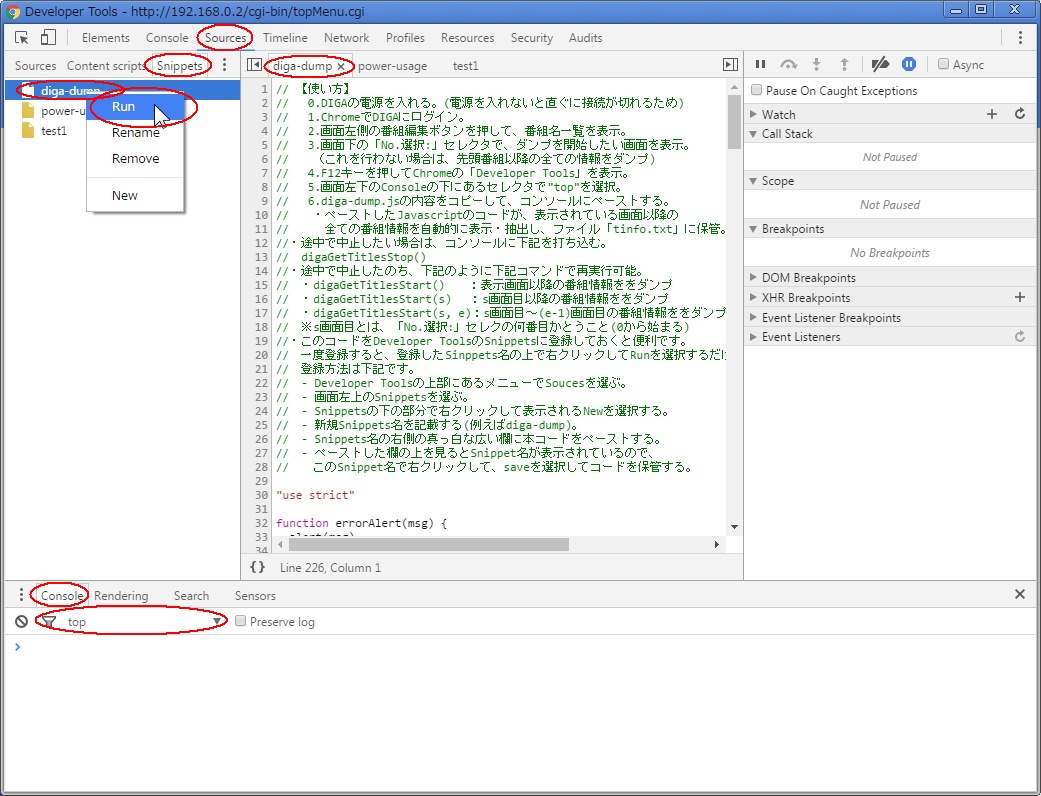 Developer Tools - http://192.168.0.2/cgi-bin/topMenu.cgi
Elements Console Sources Timeline Network Profiles Resources Security Audits
Sources Content scripts Snippets
diga-dump
power-u
test1
Run
Rename
Remove
New
diga-dump × power-usage test1
1 // 【使い方】
2 //  0.DIGAの電源を入れる。(電源を入れないと直ぐに接続が切れるため)
3 //  1.ChromeでDIGAにログイン。
4 //  2.画面左側の番組編集ボタンを押して、番組名一覧を表示。
5 //  3.画面下の「No.選択:」セレクタで、ダンプを開始したい画面を表示。
6 //   (これを行わない場合は、先頭番組以降の全ての情報をダンプ)
7 //  4.F12キーを押してChromeの「Developer Tools」を表示。
8 //  5.画面左下のConsoleの下にあるセレクタで"top"を選択。
9 //  6.diga-dump.jsの内容をコピーして、コンソールにペーストする。
10 //   ・ペーストしたJavascriptのコードが、表示されている画面以降の
11 //    全ての番組情報を自動的に表示・抽出し、ファイル「tinfo.txt」に保管。
12 //・途中で中止したい場合は、コンソールに下記を打ち込む。
13 //  digaGetTitlesStop()
14 //・途中で中止したのち、下記のように下記コマンドで再実行可能。
15 //  ・digaGetTitlesStart()   ：表示画面以降の番組情報ををダンプ
16 //  ・digaGetTitlesStart(s)  ：s画面目以降の番組情報ををダンプ
17 //  ・digaGetTitlesStart(s, e)：s画面目～(e-1)画面目の番組情報ををダンプ
18 //  ※s画面目とは、「No.選択:」セレクの何番目かとうこと(0から始まる)
19 //・このコードをDeveloper ToolsのSnippetsに登録しておくと便利です。
20 //  一度登録すると、登録したSinppets名の上で右クリックしてRunを選択するだけ
21 //  登録方法は下記です。
22 //  - Developer Toolsの上部にあるメニューでSoucesを選ぶ。
23 //  - 画面左上のSnippetsを選ぶ。
24 //  - Snippetsの下の部分で右クリックして表示されるNewを選択する。
25 //  - 新規Snippets名を記載する(例えばdiga-dump)。
26 //  - Snippets名の右側の真っ白な広い欄に本コードをペーストする。
27 //  - ペーストした欄の上を見るとSnippet名が表示されているので、
28 //    このSnippet名で右クリックして、saveを選択してコードを保管する。
29
30 "use strict"
31
32 function errorAlert(msg) {
33 alert(msg)
34
{} Line 226, Column 1
Async
Pause On Caught Exceptions
Watch
Call Stack
Not Paused
Scope
Not Paused
Breakpoints
No Breakpoints
DOM Breakpoints
XHR Breakpoints
Event Listener Breakpoints
Event Listeners
Console Rendering Search Sensors
top Preserve log